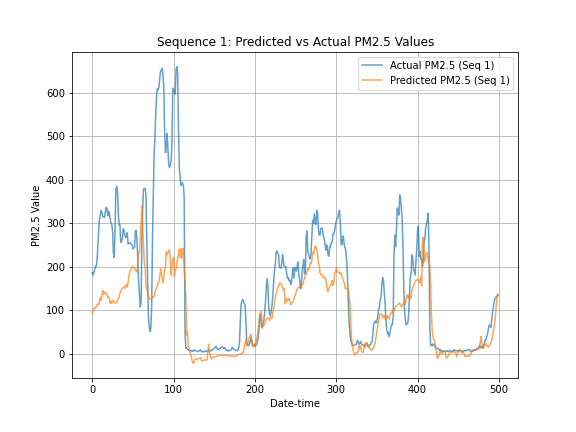 Sequence 1: Predicted vs Actual PM2.5 Values
Actual PM2.5 (Seq 1)
Predicted PM2.5 (Seq 1)
PM2.5 Value
600
500
400
300
200
100
0
0
100
200
300
400
500
Date-time